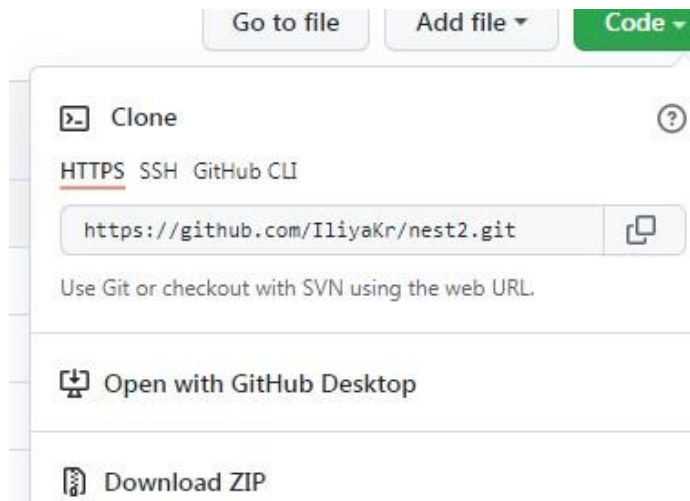 Go to file Add file Code
Clone
HTTPS SSH GitHub CLI
https://github.com/IliyaKr/nest2.git
Use Git or checkout with SVN using the web URL.
Open with GitHub Desktop
Download ZIP